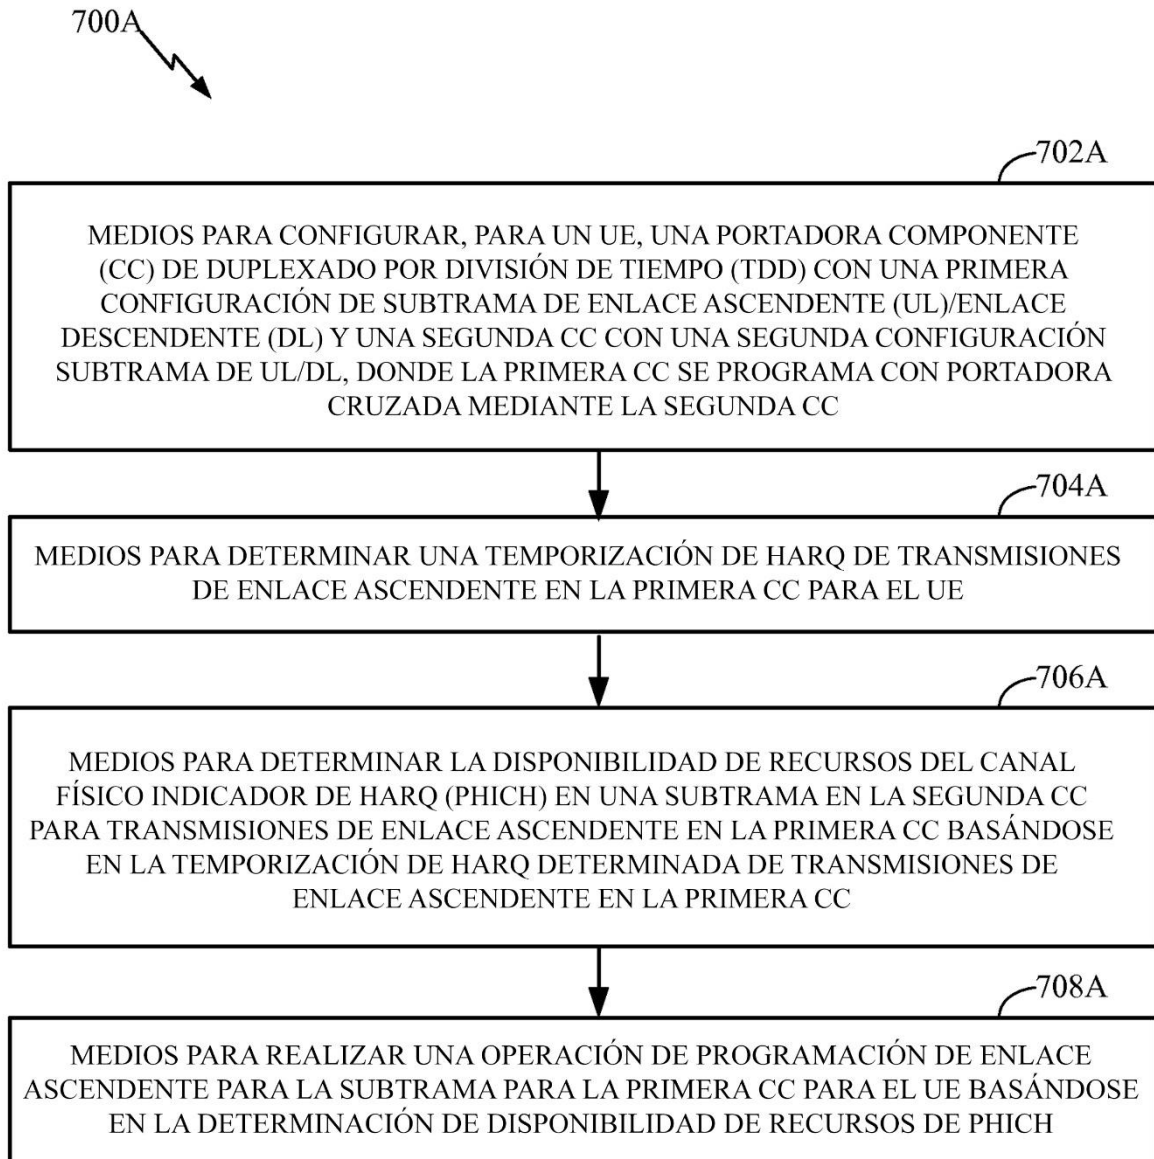 700A
702A
MEDIOS PARA CONFIGURAR, PARA UN UE, UNA PORTADORA COMPONENTE
(CC) DE DUPLEXADO POR DIVISIÓN DE TIEMPO (TDD) CON UNA PRIMERA
CONFIGURACIÓN DE SUBTRAMA DE ENLACE ASCENDENTE (UL)/ENLACE
DESCENDENTE (DL) Y UNA SEGUNDA CC CON UNA SEGUNDA CONFIGURACIÓN
SUBTRAMA DE UL/DL, DONDE LA PRIMERA CC SE PROGRAMA CON PORTADORA
CRUZADA MEDIANTE LA SEGUNDA CC
704A
MEDIOS PARA DETERMINAR UNA TEMPORIZACIÓN DE HARQ DE TRANSMISIONES
DE ENLACE ASCENDENTE EN LA PRIMERA CC PARA EL UE
706A
MEDIOS PARA DETERMINAR LA DISPONIBILIDAD DE RECURSOS DEL CANAL
FÍSICO INDICADOR DE HARQ (PHICH) EN UNA SUBTRAMA EN LA SEGUNDA CC
PARA TRANSMISIONES DE ENLACE ASCENDENTE EN LA PRIMERA CC BASÁNDOSE
EN LA TEMPORIZACIÓN DE HARQ DETERMINADA DE TRANSMISIONES DE
ENLACE ASCENDENTE EN LA PRIMERA CC
708A
MEDIOS PARA REALIZAR UNA OPERACIÓN DE PROGRAMACIÓN DE ENLACE
ASCENDENTE PARA LA SUBTRAMA PARA LA PRIMERA CC PARA EL UE BASÁNDOSE
EN LA DETERMINACIÓN DE DISPONIBILIDAD DE RECURSOS DE PHICH